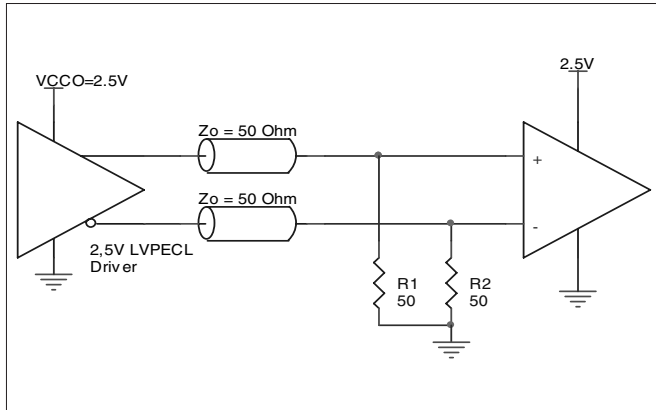 VCCO=2.5V
2.5V
Zo = 50 Ohm
+
Zo = 50 Ohm
-
2,5V LVPECL
Driver
R1
50
R2
50